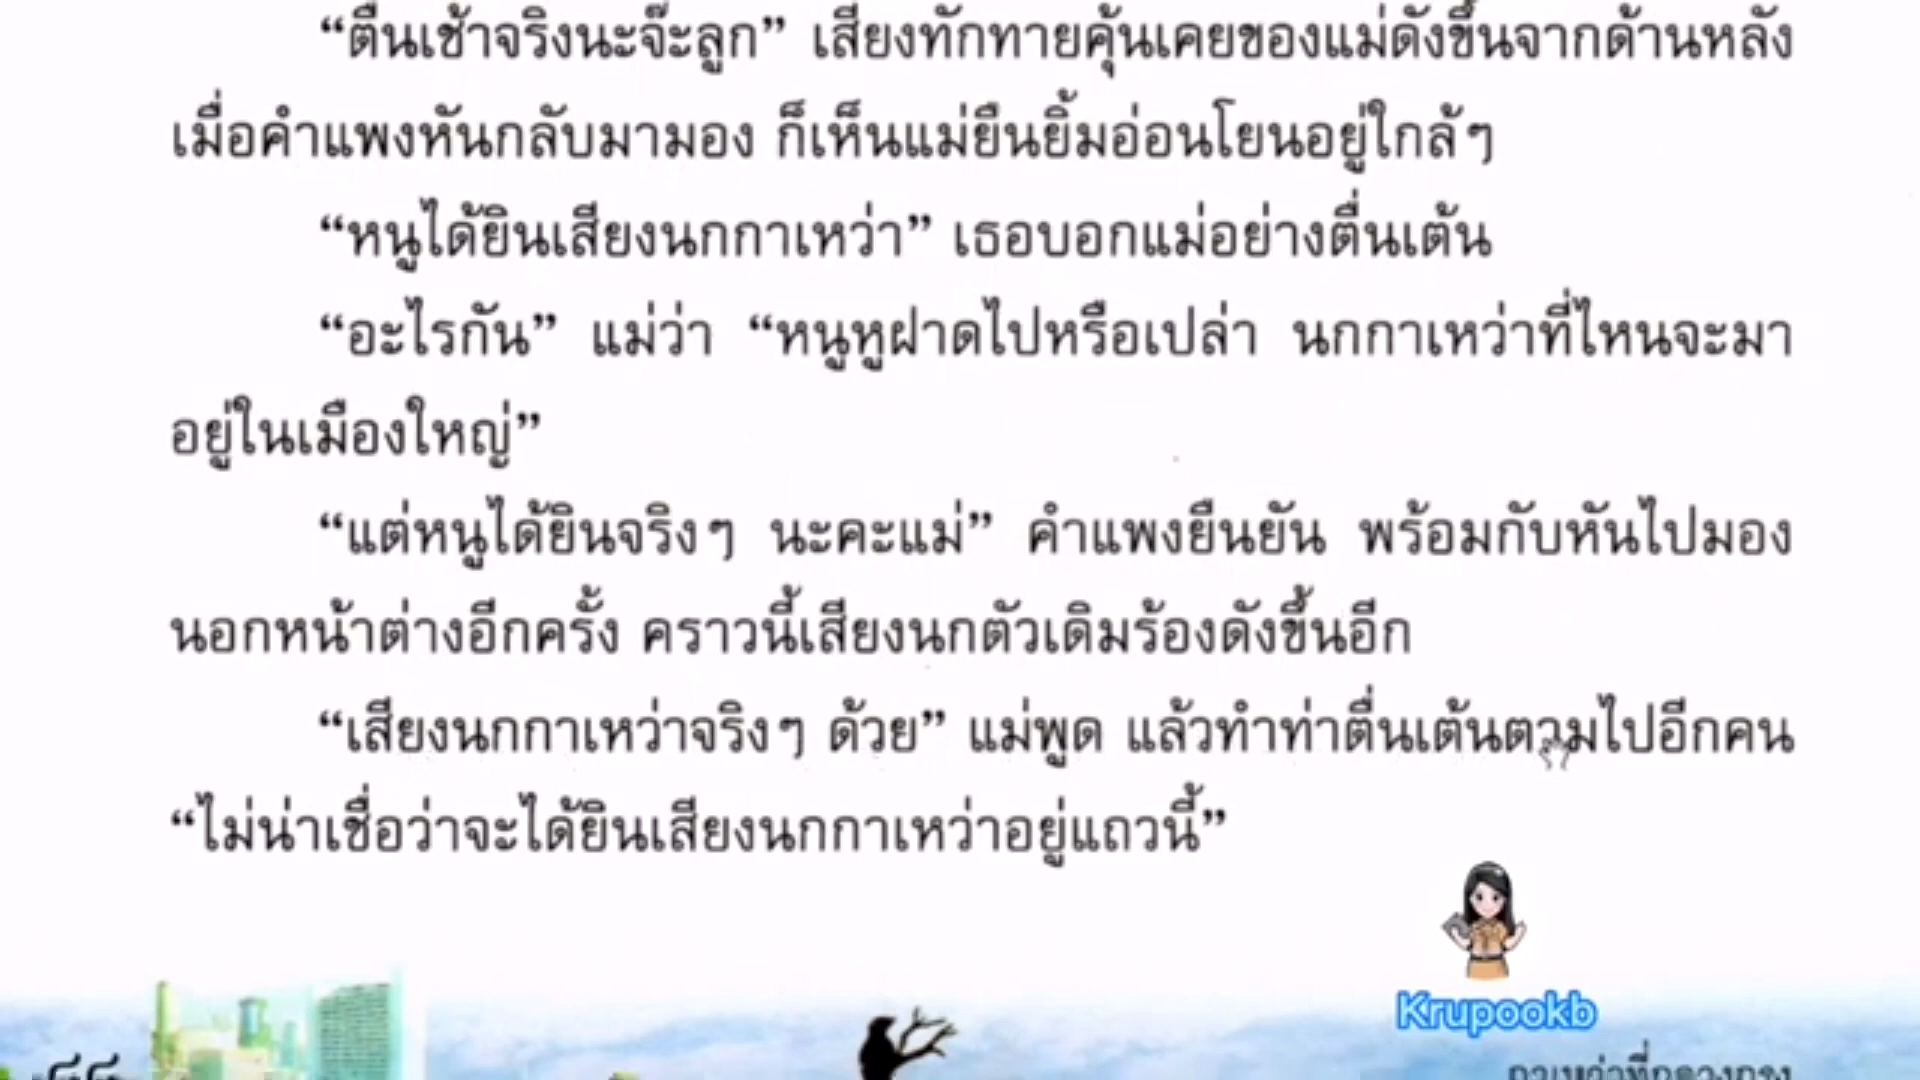 “ตื่นเช้าจริงนะจ๊ะลูก” เสียงทักทายคุ้นเคยของแม่ดังขึ้นจากด้านหลัง
เมื่อคำแพงหันกลับมามอง ก็เห็นแม่ยืนยิ้มอ่อนโยนอยู่ใกล้ๆ
“หนูได้ยินเสียงนกกาเหว่า” เธอบอกแม่อย่างตื่นเต้น
“อะไรกัน” แม่ว่า “หนูหูฝาดไปหรือเปล่า นกกาเหว่าที่ไหนจะมา
อยู่ในเมืองใหญ่”
“แต่หนูได้ยินจริงๆ นะคะแม่” คำแพงยืนยัน พร้อมกับหันไปมอง
นอกหน้าต่างอีกครั้ง คราวนี้เสียงนกตัวเดิมร้องดังขึ้นอีก
“เสียงนกกาเหว่าจริงๆ ด้วย” แม่พูด แล้วทำท่าตื่นเต้นตามไปอีกคน
“ไม่น่าเชื่อว่าจะได้ยินเสียงนกกาเหว่าอยู่แถวนี้”
Krupookb